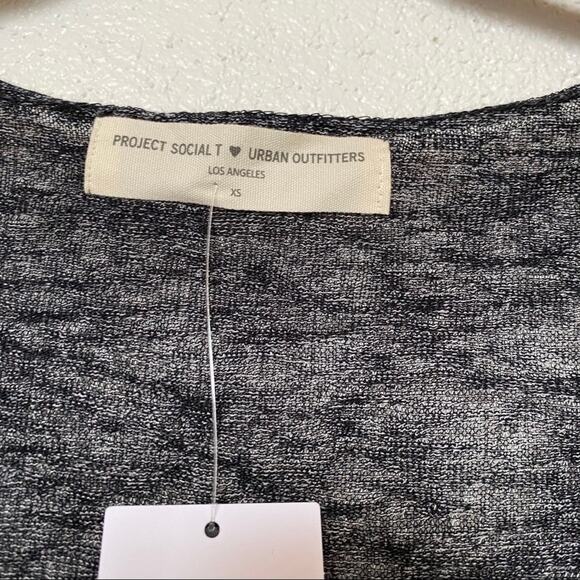 PROJECT SOCIAL T ♥ URBAN OUTFITTERS
LOS ANGELES
XS